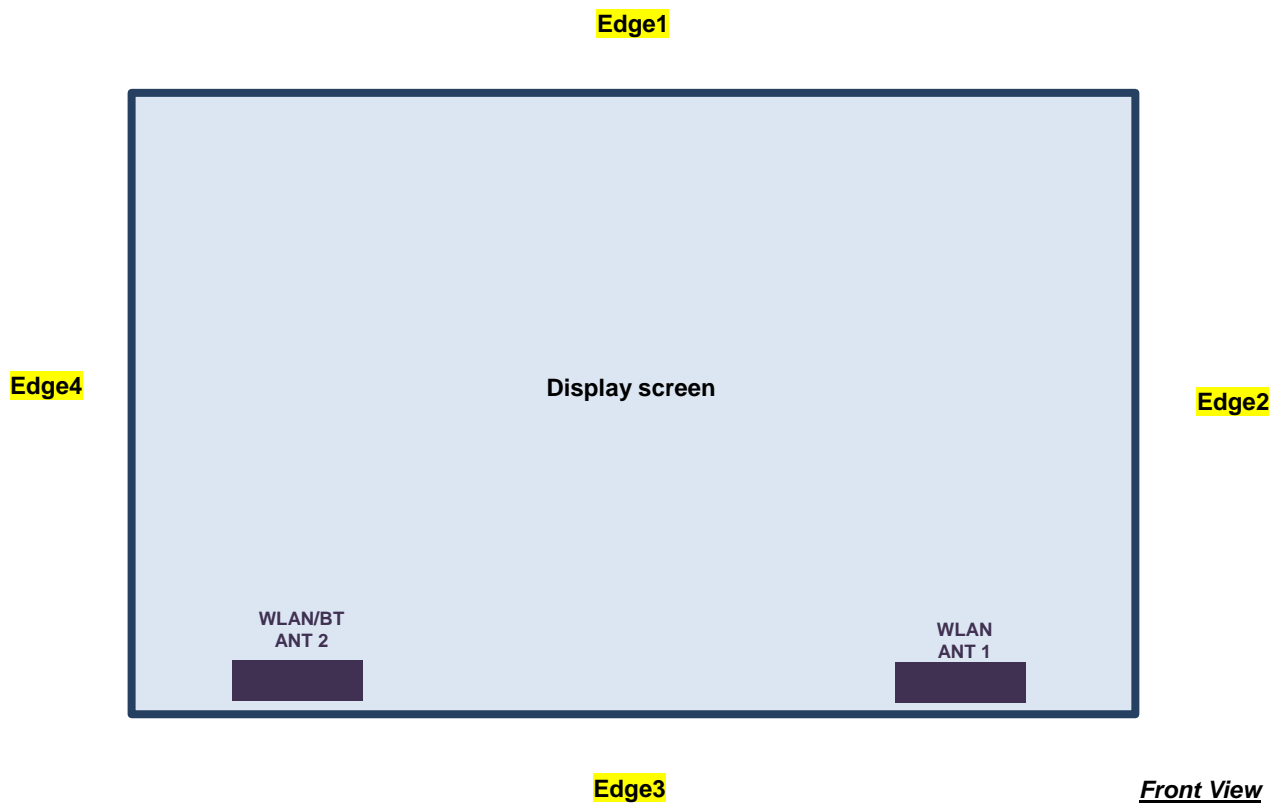 Edge1
Edge4
Display screen
Edge2
WLAN/BT
ANT 2
WLAN
ANT 1
Edge3
Front View